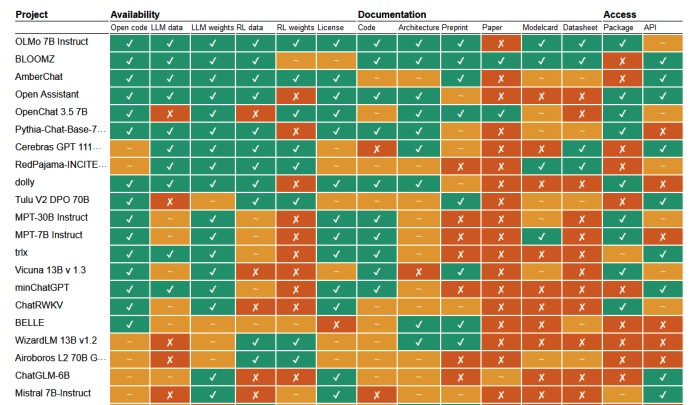 Project Availability Documentation Access
Open code LLM data LLM weights RL data RL weights License Code Architecture Preprint Paper Modelcard Datasheet Package API
OLMo 7B Instruct ✓ ✓ ✓ ✓ ✓ ✓ ✓ ✓ ✓ ✗ ✓ ✓ ✓ ~
BLOOMZ ✓ ✓ ✓ ✓ ~ ~ ✓ ✓ ✓ ✓ ✓ ✓ ✗ ✓
AmberChat ✓ ✓ ✓ ✓ ✓ ✓ ~ ~ ✓ ✗ ~ ~ ✗ ✓
Open Assistant ✓ ✓ ✓ ✓ ✗ ✓ ✓ ✓ ~ ✗ ✗ ✗ ✓ ✓
OpenChat 3.5 7B ✓ ✗ ✓ ✗ ✓ ✓ ~ ✓ ✓ ✓ ~ ✗ ✓ ~
Pythia-Chat-Base-7… ✓ ✓ ✓ ✓ ✗ ✓ ✓ ✓ ~ ✗ ~ ~ ✓ ✗
Cerebras GPT 111… ~ ✓ ✓ ✓ ✓ ~ ✗ ✓ ~ ✗ ✗ ✓ ✗ ✓
RedPajama-INCITE… ~ ✓ ✓ ✓ ✓ ~ ~ ~ ✗ ✗ ✓ ✓ ✗ ~
dolly ✓ ✓ ✓ ✓ ✗ ✓ ✓ ✓ ~ ✗ ✗ ✗ ✓ ✗
Tulu V2 DPO 70B ✓ ✗ ~ ✓ ✓ ~ ~ ~ ✓ ✗ ~ ~ ✗ ✓
MPT-30B Instruct ✓ ~ ✓ ~ ✗ ✓ ✓ ~ ✗ ✗ ~ ✗ ✓ ~
MPT-7B Instruct ✓ ~ ✓ ~ ✗ ✓ ✓ ~ ✗ ✗ ✓ ✗ ✓ ✗
trlx ✓ ✓ ✓ ~ ✗ ✓ ✓ ~ ✗ ✗ ✗ ✗ ~ ✓
Vicuna 13B v 1.3 ✓ ~ ✓ ✗ ✗ ~ ✓ ✗ ✓ ✗ ~ ✗ ✓ ~
minChatGPT ✓ ✓ ✓ ~ ✗ ✓ ✓ ~ ✗ ✗ ✗ ✗ ✗ ✓
ChatRWKV ✓ ~ ✓ ✗ ✗ ✓ ~ ~ ~ ✗ ✗ ✗ ✓ ~
BELLE ✓ ~ ~ ~ ~ ✗ ~ ✓ ✓ ✗ ✗ ~ ✗ ✗
WizardLM 13B v1.2 ~ ✗ ~ ✓ ✓ ~ ~ ✓ ✓ ✗ ✗ ✗ ✗ ✗
Airoboros L2 70B G… ~ ✗ ~ ✓ ✓ ~ ~ ~ ✗ ✗ ~ ~ ✗ ✗
ChatGLM-6B ~ ~ ✓ ✗ ✗ ✓ ~ ~ ✗ ~ ✗ ✗ ✗ ✓
Mistral 7B-Instruct ~ ✗ ✓ ✗ ~ ✓ ✗ ~ ~ ✗ ✗ ✗ ~ ✓